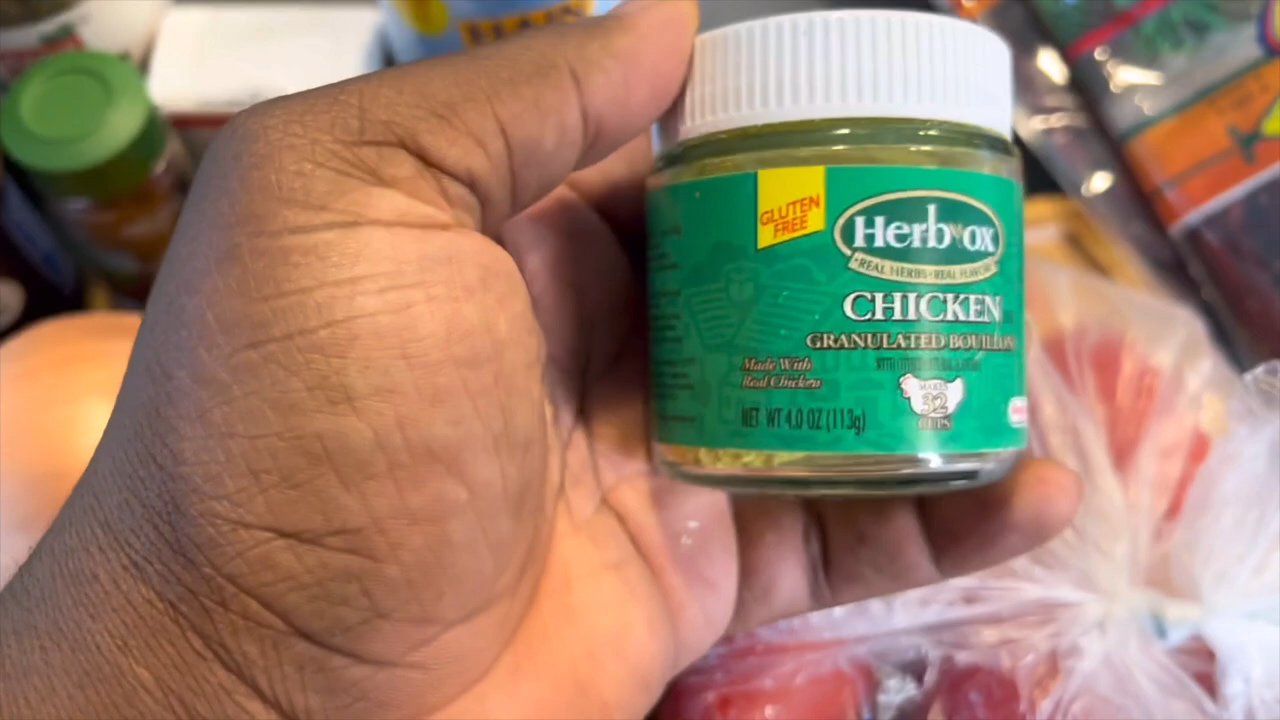 GLUTEN
FREE
Herb ox
REAL HERBS • REAL FLAVOR
CHICKEN
GRANULATED BOUILLON
Made With
Real Chicken
MAKES
32
CUPS
NET WT 4.0 OZ (113g)